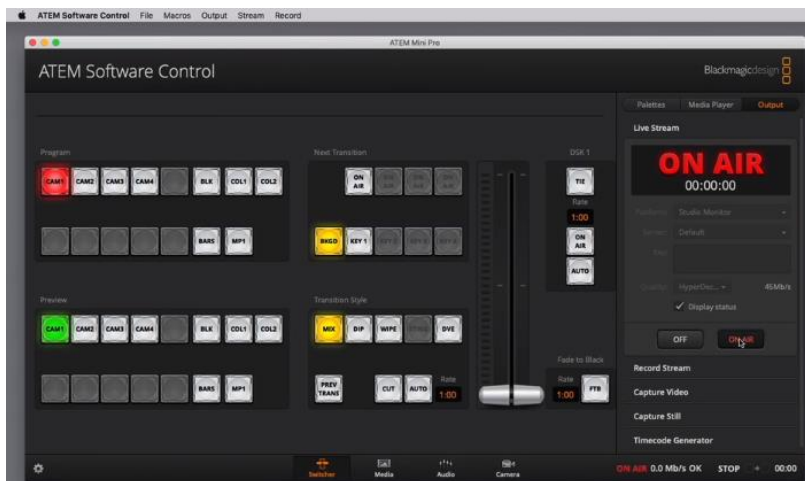 ATEM Software Control File Macros Output Stream Record
ATEM Mini Pro
ATEM Software Control
Blackmagicdesign
Palettes Media Player Output
Live Stream
ON AIR
00:00:00
Studio Monitor
Default
Quality HyperDec...
45Mb/s
Display status
OFF ON AIR
Record Stream
Capture Video
Capture Still
Timecode Generator
Program
CAM1 CAM2 CAM3 CAM4 BLK COL1 COL2
BARS MP1
Next Transition
ON AIR
BKGD KEY 1
DSK 1
TIE
Rate
1:00
ON AIR
AUTO
Preview
CAM1 CAM2 CAM3 CAM4 BLK COL1 COL2
BARS MP1
Transition Style
MIX DIP WIPE DVE
PREV TRANS CUT AUTO
Rate
1:00
Fade to Black
Rate
1:00 FTB
Switcher Media Audio Camera
ON AIR 0.0 Mb/s OK STOP 00:00